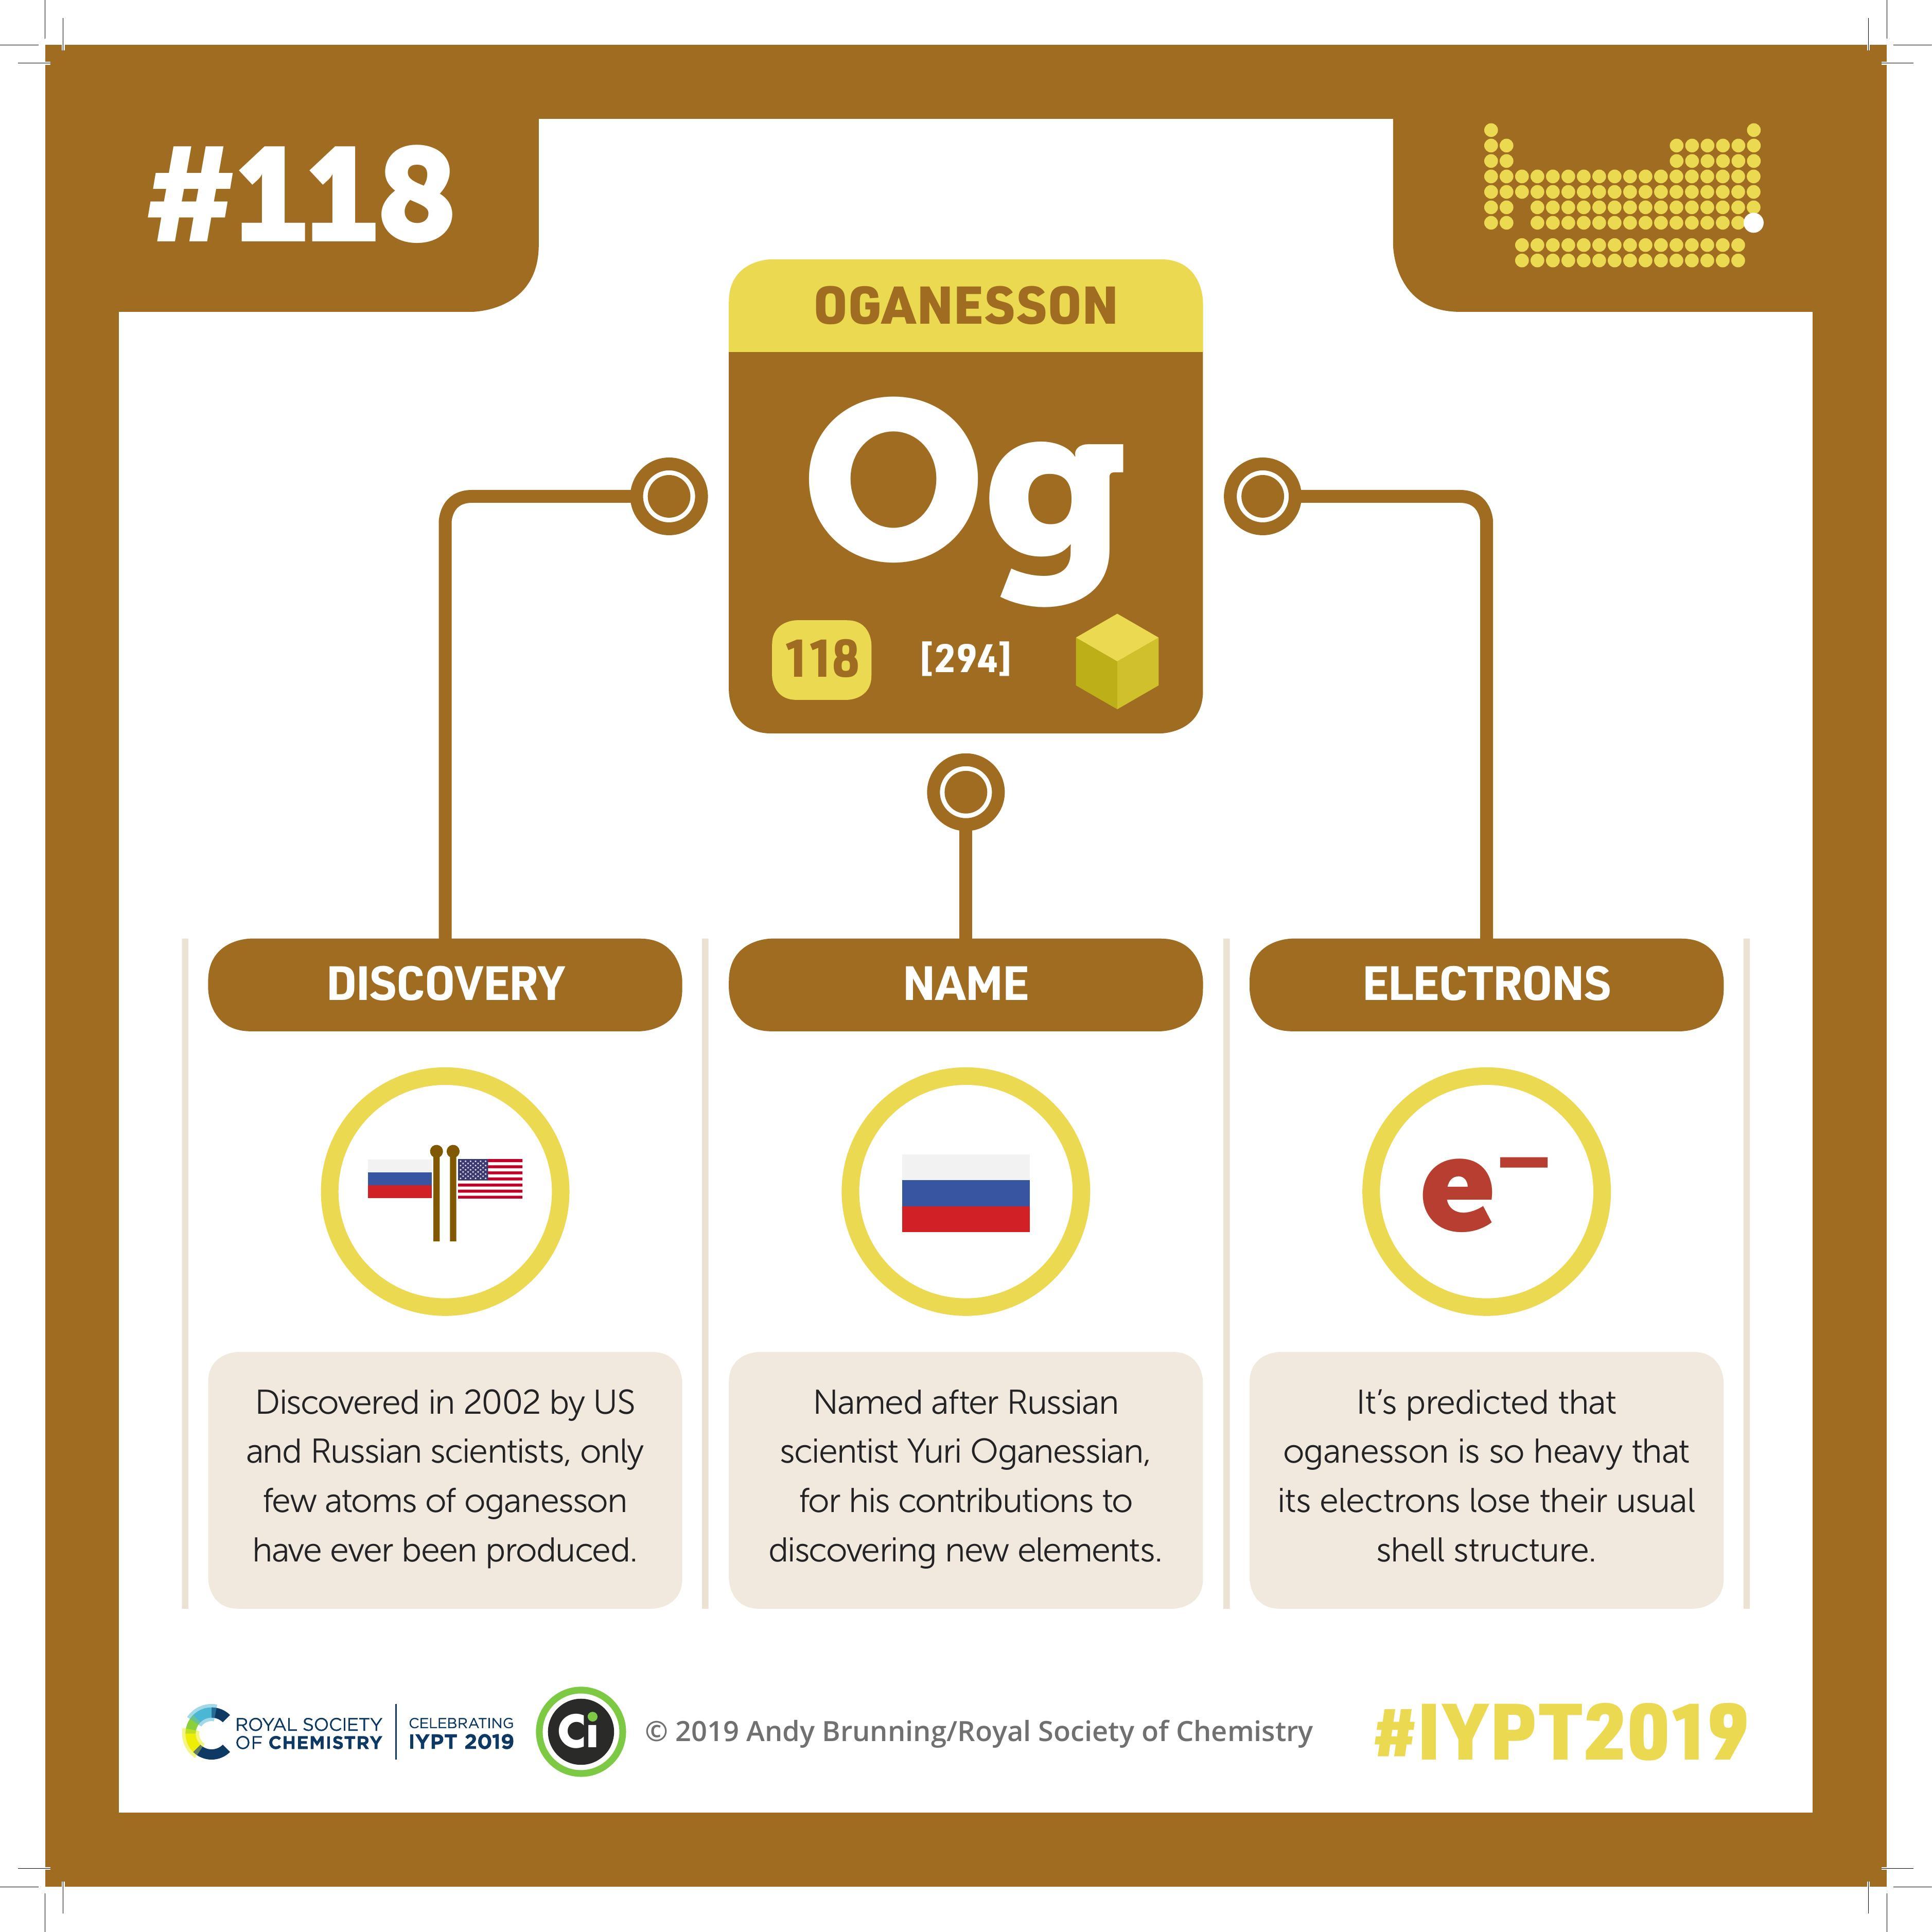 #118
OGANESSON
Og
118
[294]
DISCOVERY
Discovered in 2002 by US
and Russian scientists, only
few atoms of oganesson
have ever been produced.
NAME
Named after Russian
scientist Yuri Oganessian,
for his contributions to
discovering new elements.
ELECTRONS
e−
It’s predicted that
oganesson is so heavy that
its electrons lose their usual
shell structure.
ROYAL SOCIETY
OF CHEMISTRY
CELEBRATING
IYPT 2019
Ci
© 2019 Andy Brunning/Royal Society of Chemistry
#IYPT2019